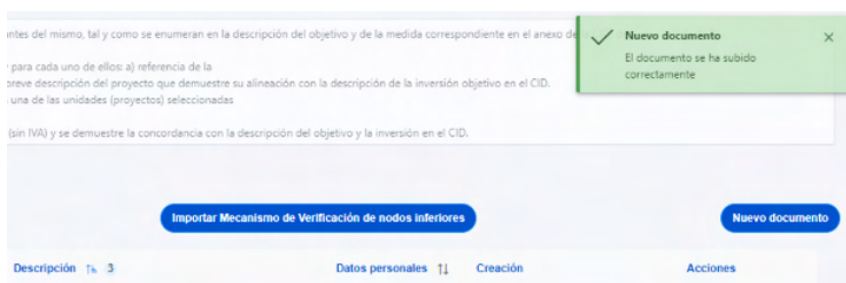 antes del mismo, tal y como se enumeran en la descripción del objetivo y de la medida correspondiente en el anexo de
Nuevo documento
El documento se ha subido
correctamente
para cada uno de ellos: a) referencia de la
breve descripción del proyecto que demuestre su alineación con la descripción de la inversión objetivo en el CID.
una de las unidades (proyectos) seleccionadas
(sin IVA) y se demuestre la concordancia con la descripción del objetivo y la inversión en el CID.
Importar Mecanismo de Verificación de nodos inferiores
Nuevo documento
Descripción 3 Datos personales Creación Acciones